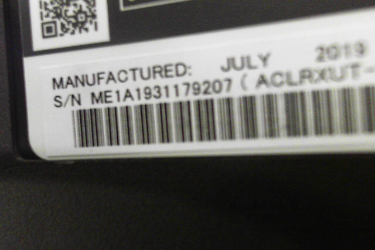 MANUFACTURED: JULY 2019
S/N ME1A1931179207 ( ACLRXUT-